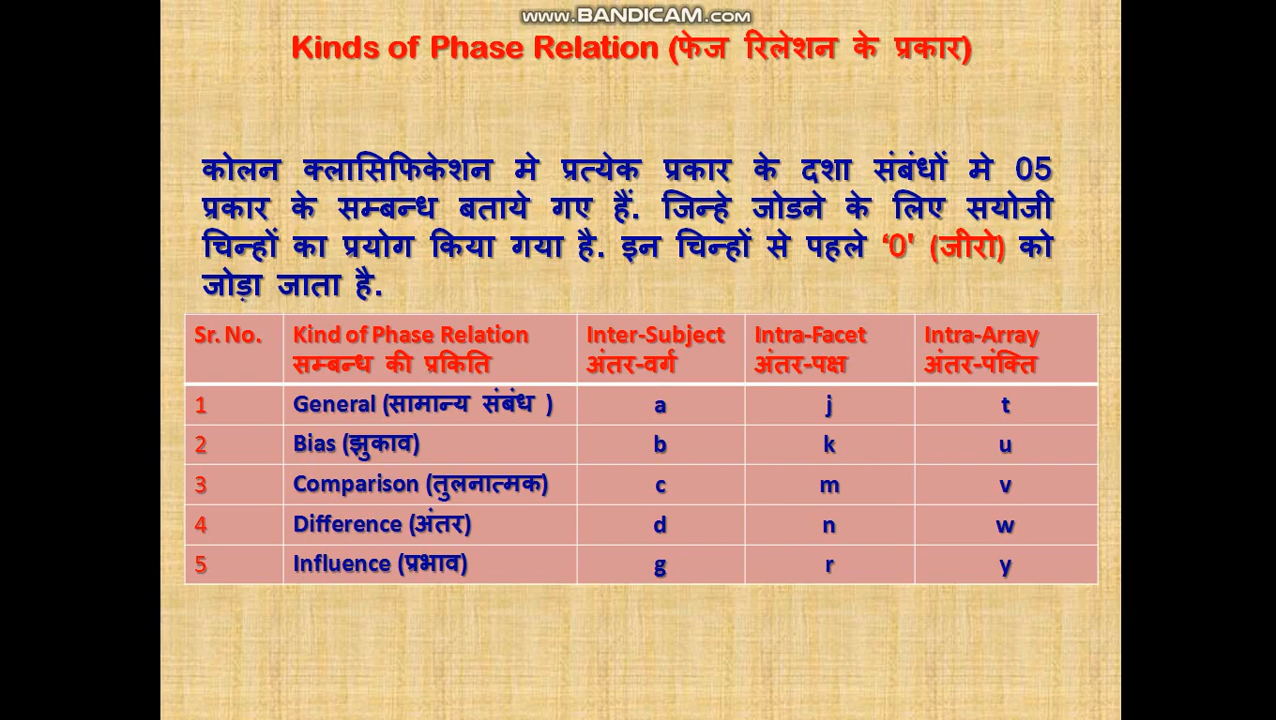 www.BANDICAM.com
Kinds of Phase Relation (फेज रिलेशन के प्रकार)
कोलन क्लासिफिकेशन मे प्रत्येक प्रकार के दशा संबंधों मे 05
प्रकार के सम्बन्ध बताये गए हैं. जिन्हे जोडने के लिए सयोजी
चिन्हों का प्रयोग किया गया है. इन चिन्हों से पहले ‘0' (जीरो) को
जोड़ा जाता है.
Sr. No. Kind of Phase Relation Inter-Subject Intra-Facet Intra-Array
सम्बन्ध की प्रकिति अंतर-वर्ग अंतर-पक्ष अंतर-पंक्ति
1 General (सामान्य संबंध ) a j t
2 Bias (झुकाव) b k u
3 Comparison (तुलनात्मक) c m v
4 Difference (अंतर) d n w
5 Influence (प्रभाव) g r y